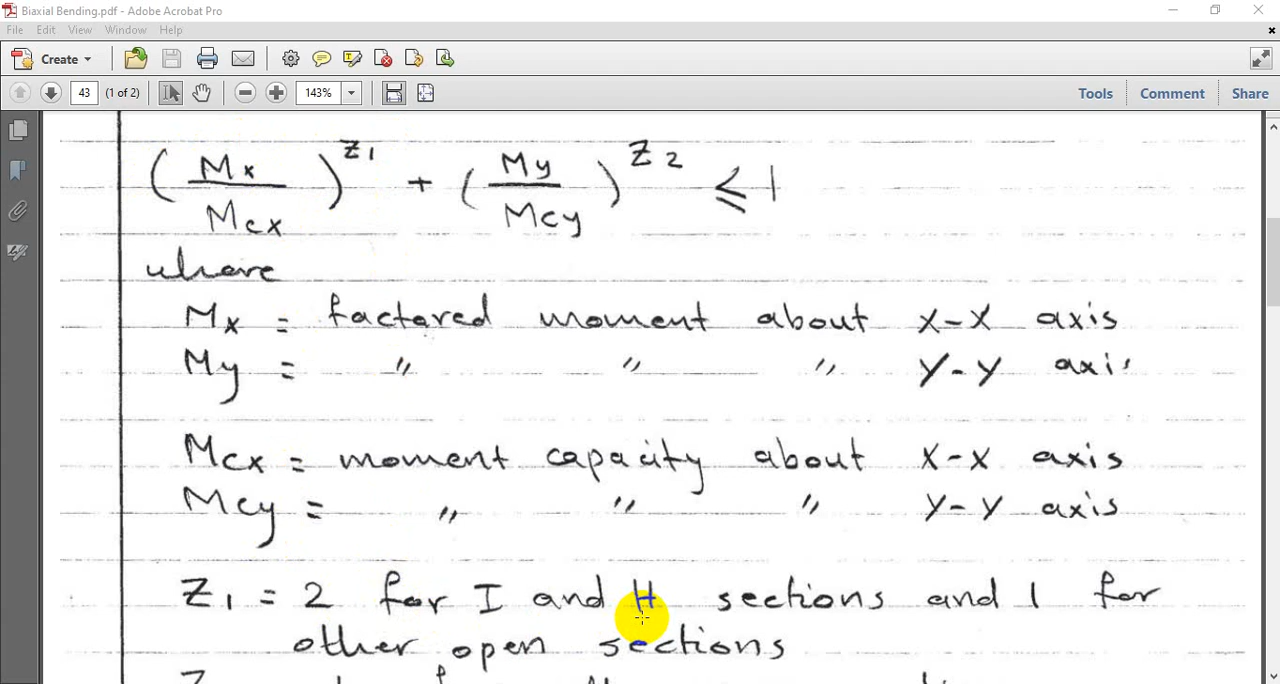 Biaxial Bending.pdf - Adobe Acrobat Pro
File Edit View Window Help
Create
43 (1 of 2) 143% Tools Comment Share
(Mx/Mcx)^Z1 + (My/Mcy)^Z2 ≤ 1
where
Mx = factored moment about X-X axis
My = " " " Y-Y axis
Mcx = moment capacity about X-X axis
Mcy = " " " Y-Y axis
Z1 = 2 for I and H sections and 1 for
other open sections